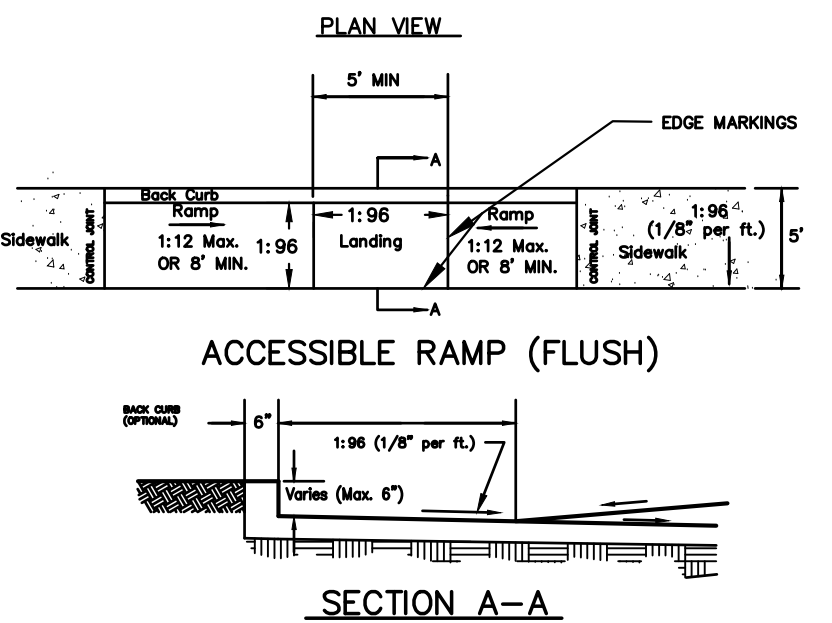 PLAN VIEW
5' MIN
EDGE MARKINGS
A
Back Curb
Sidewalk
CONTROL JOINT
Ramp
1:12 Max.
OR 8' MIN.
1:96
1:96
Landing
Ramp
1:12 Max.
OR 8' MIN.
CONTROL JOINT
1:96
(1/8" per ft.)
Sidewalk
5'
A
ACCESSIBLE RAMP (FLUSH)
BACK CURB
(OPTIONAL)
6"
1:96 (1/8" per ft.)
Varies (Max. 6")
SECTION A-A